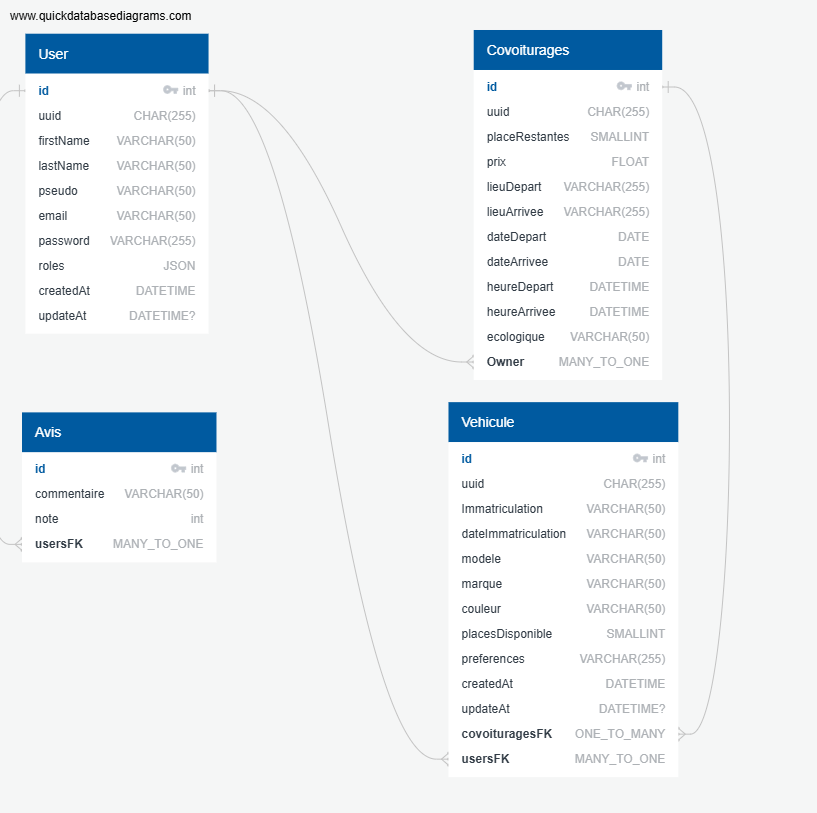 www.quickdatabasediagrams.com
User
id int
uuid CHAR(255)
firstName VARCHAR(50)
lastName VARCHAR(50)
pseudo VARCHAR(50)
email VARCHAR(50)
password VARCHAR(255)
roles JSON
createdAt DATETIME
updateAt DATETIME?
Covoiturages
id int
uuid CHAR(255)
placeRestantes SMALLINT
prix FLOAT
lieuDepart VARCHAR(255)
lieuArrivee VARCHAR(255)
dateDepart DATE
dateArrivee DATE
heureDepart DATETIME
heureArrivee DATETIME
ecologique VARCHAR(50)
Owner MANY_TO_ONE
Avis
id int
commentaire VARCHAR(50)
note int
usersFK MANY_TO_ONE
Vehicule
id int
uuid CHAR(255)
Immatriculation VARCHAR(50)
dateImmatriculation VARCHAR(50)
modele VARCHAR(50)
marque VARCHAR(50)
couleur VARCHAR(50)
placesDisponible SMALLINT
preferences VARCHAR(255)
createdAt DATETIME
updateAt DATETIME?
covoituragesFK ONE_TO_MANY
usersFK MANY_TO_ONE